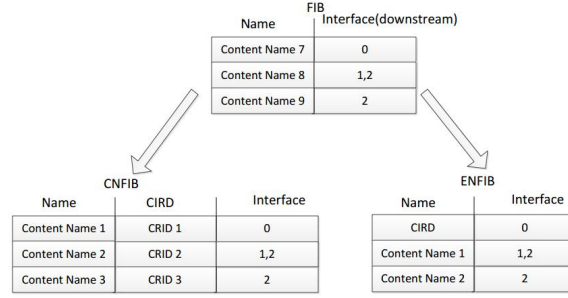 FIB
Name Interface(downstream)
Content Name 7 0
Content Name 8 1,2
Content Name 9 2
CNFIB
Name CIRD Interface
Content Name 1 CRID 1 0
Content Name 2 CRID 2 1,2
Content Name 3 CRID 3 2
ENFIB
Name Interface
CIRD 0
Content Name 1 1,2
Content Name 2 2